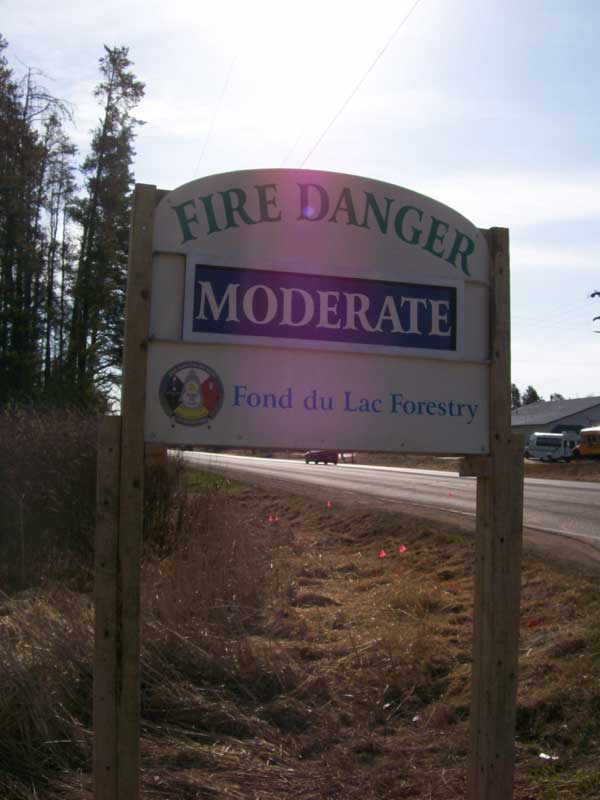 FIRE DANGER
MODERATE
Fond du Lac Forestry